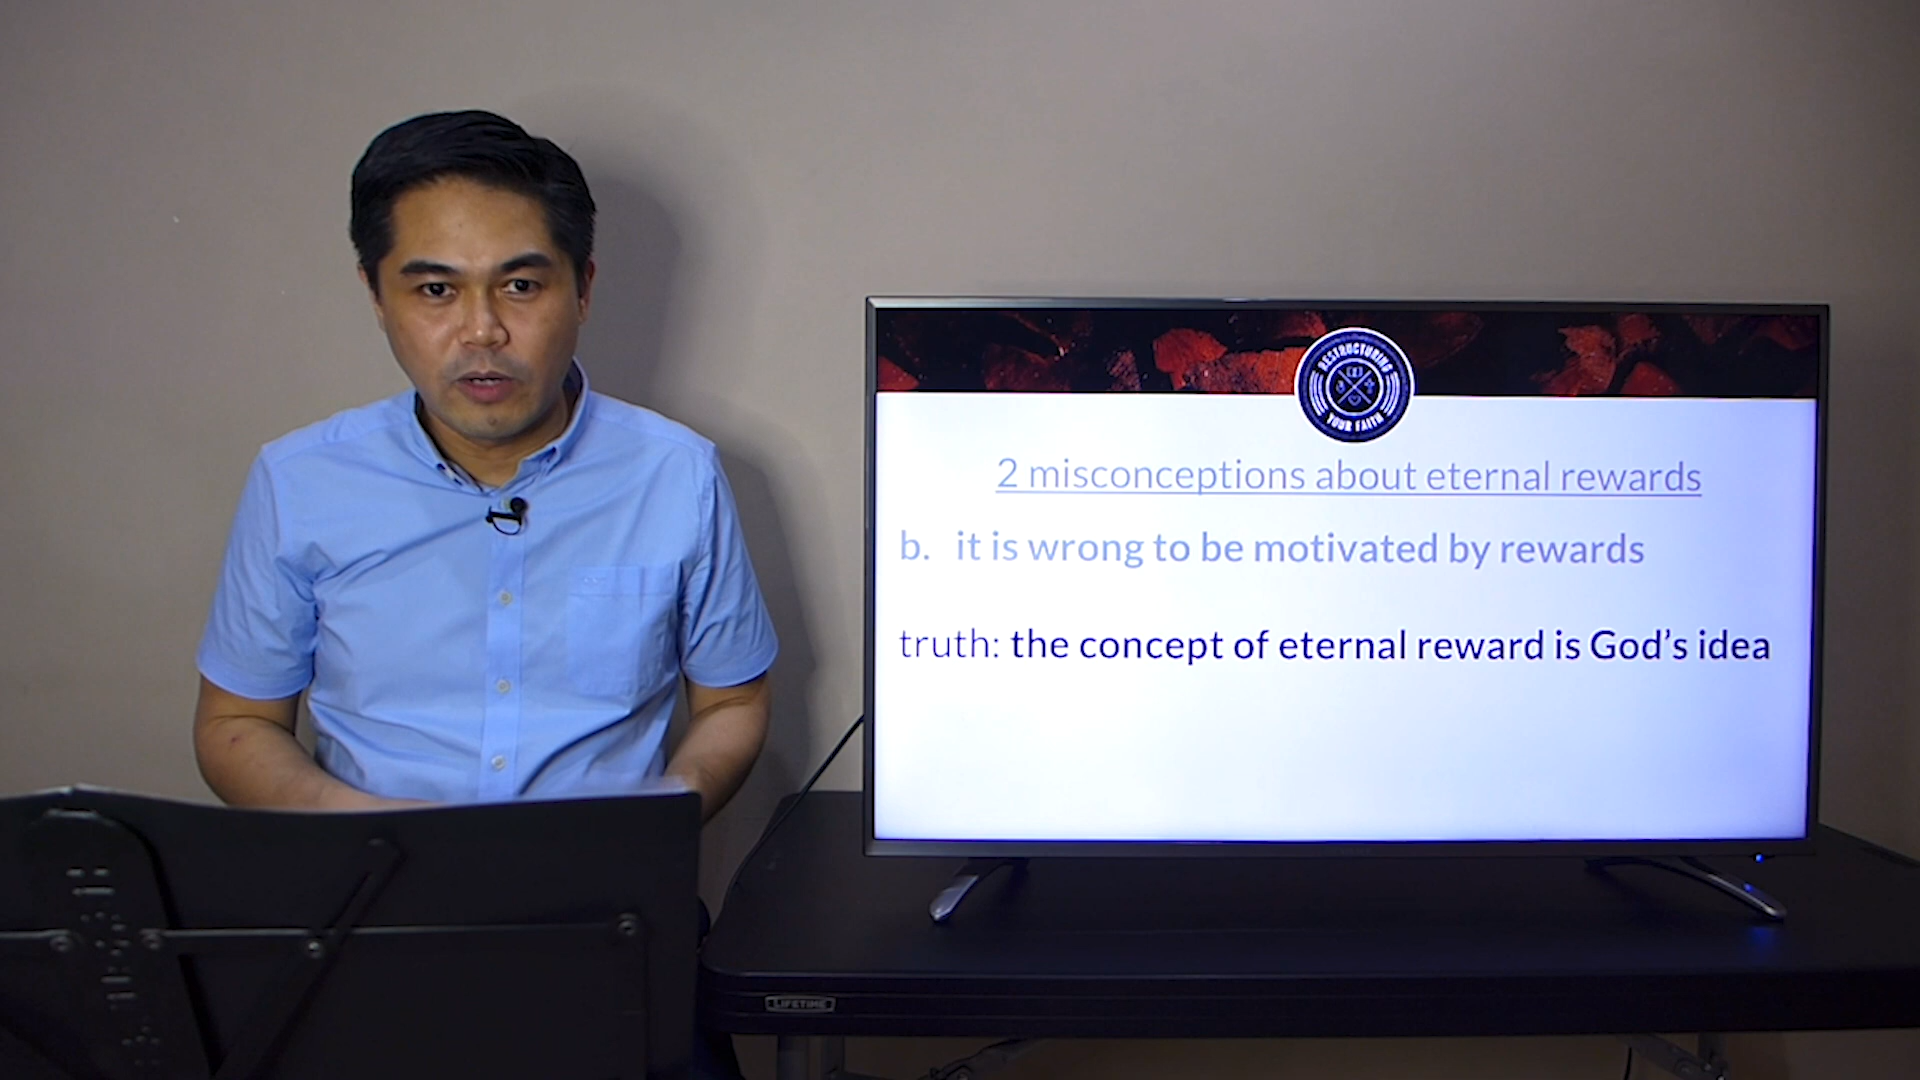 RESTRUCTURING
YOUR FAITH
2 misconceptions about eternal rewards
b. it is wrong to be motivated by rewards
truth: the concept of eternal reward is God's idea
LIFETIME